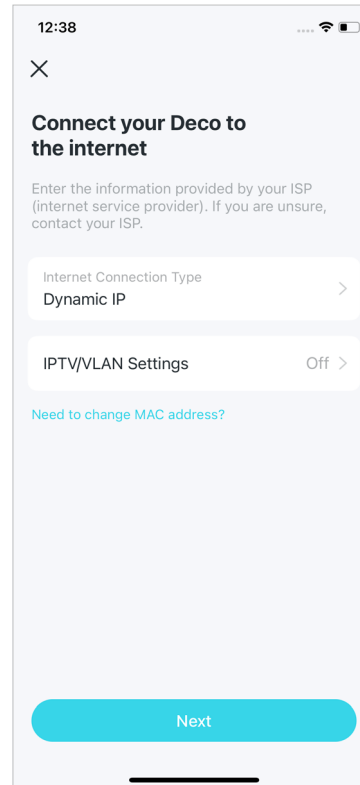 12:38
Connect your Deco to
the internet
Enter the information provided by your ISP
(internet service provider). If you are unsure,
contact your ISP.
Internet Connection Type
Dynamic IP
IPTV/VLAN Settings Off
Need to change MAC address?
Next